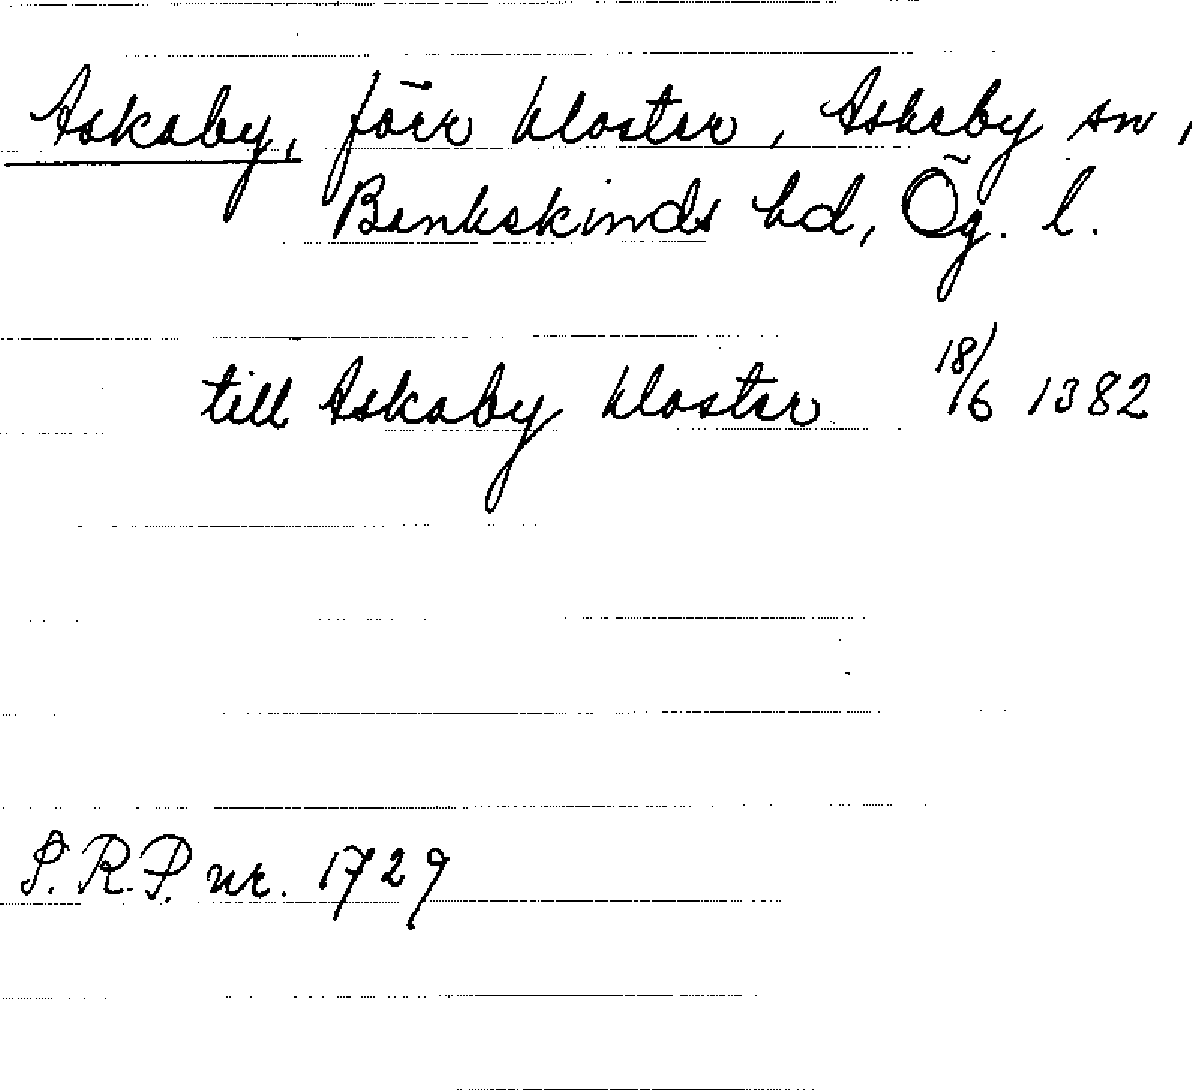 Askaby, förr kloster, Askeby sn,
Bankekinds hd, Ög. l.
till Askaby kloster 18/6 1382
S.R.P. nr. 1729